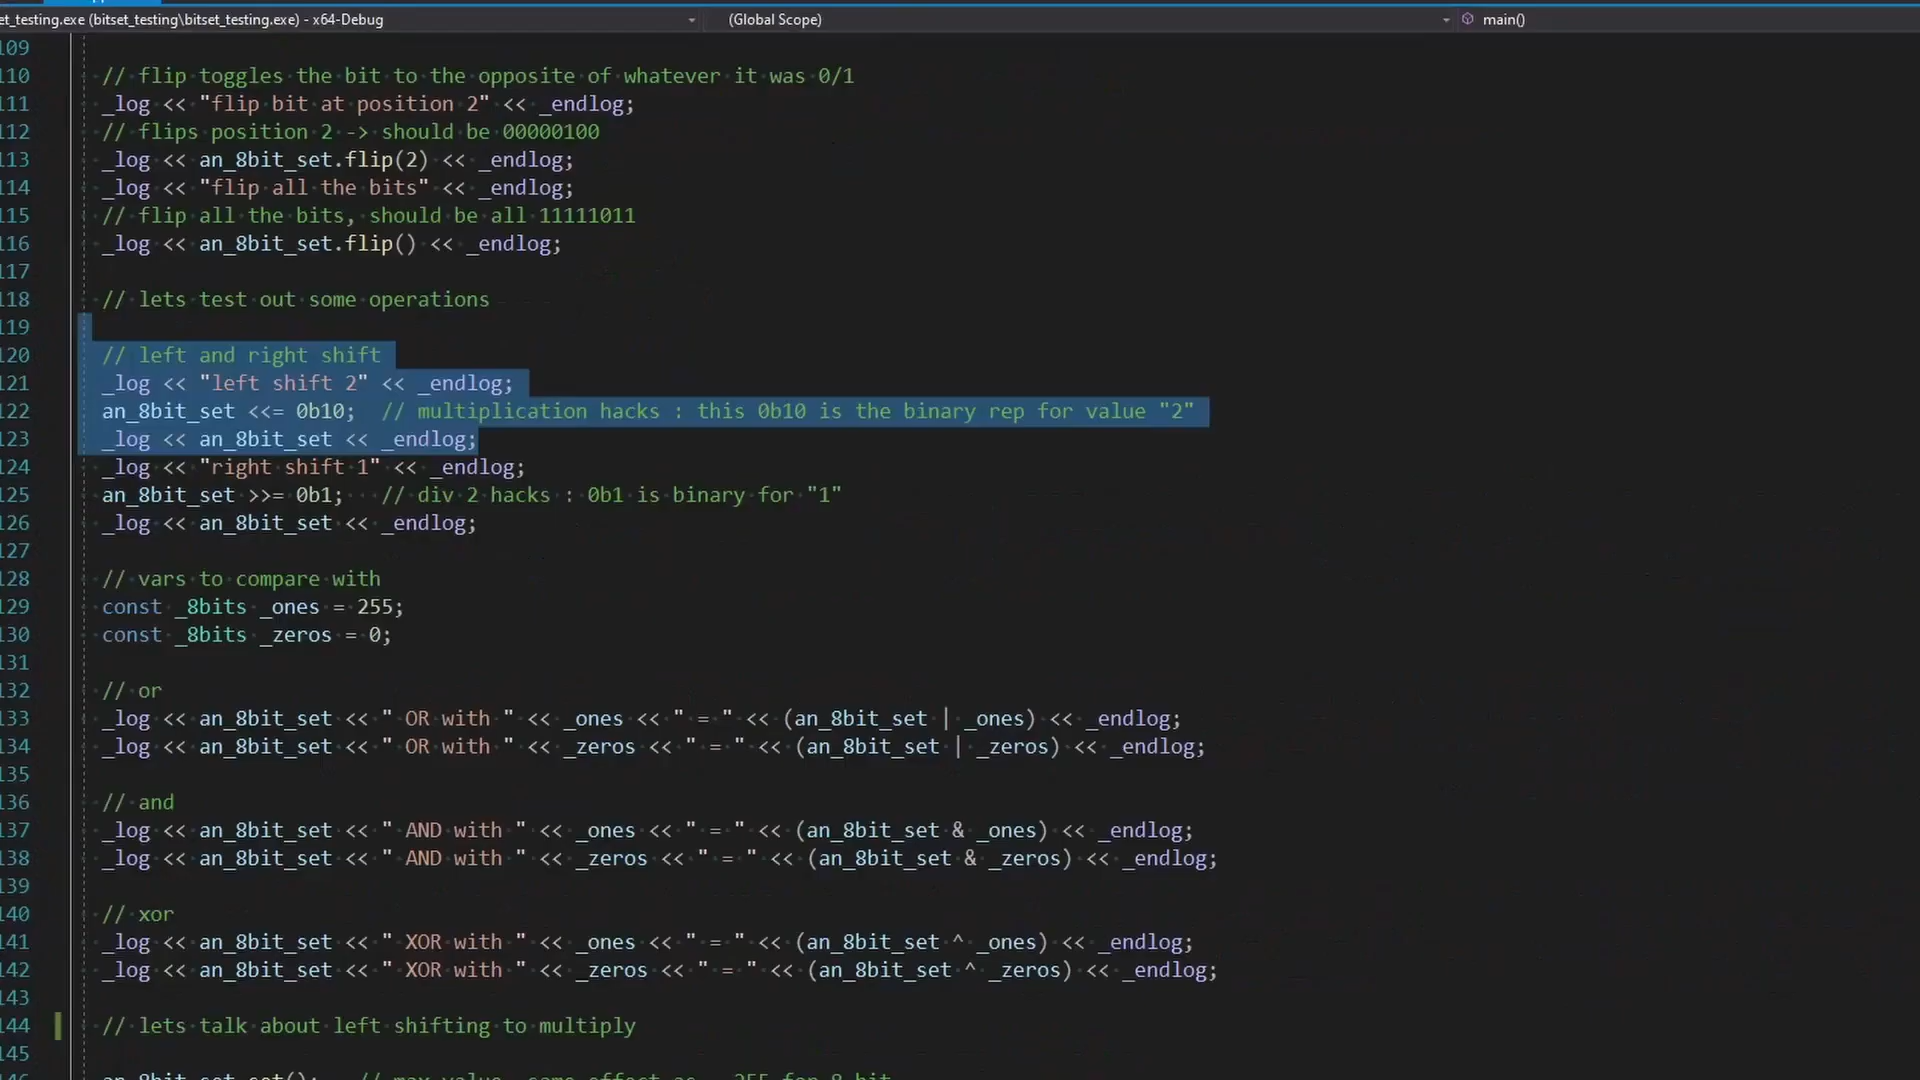 et_testing.exe (bitset_testing\bitset_testing.exe) - x64-Debug (Global Scope) main()
109
110 // flip toggles the bit to the opposite of whatever it was 0/1
111 _log << "flip bit at position 2" << _endlog;
112 // flips position 2 -> should be 00000100
113 _log << an_8bit_set.flip(2) << _endlog;
114 _log << "flip all the bits" << _endlog;
115 // flip all the bits, should be all 11111011
116 _log << an_8bit_set.flip() << _endlog;
117
118 // lets test out some operations
119
120 // left and right shift
121 _log << "left shift 2" << _endlog;
122 an_8bit_set <<= 0b10; // multiplication hacks : this 0b10 is the binary rep for value "2"
123 _log << an_8bit_set << _endlog;
124 _log << "right shift 1" << _endlog;
125 an_8bit_set >>= 0b1; // div 2 hacks : 0b1 is binary for "1"
126 _log << an_8bit_set << _endlog;
127
128 // vars to compare with
129 const _8bits _ones = 255;
130 const _8bits _zeros = 0;
131
132 // or
133 _log << an_8bit_set << " OR with " << _ones << " = " << (an_8bit_set | _ones) << _endlog;
134 _log << an_8bit_set << " OR with " << _zeros << " = " << (an_8bit_set | _zeros) << _endlog;
135
136 // and
137 _log << an_8bit_set << " AND with " << _ones << " = " << (an_8bit_set & _ones) << _endlog;
138 _log << an_8bit_set << " AND with " << _zeros << " = " << (an_8bit_set & _zeros) << _endlog;
139
140 // xor
141 _log << an_8bit_set << " XOR with " << _ones << " = " << (an_8bit_set ^ _ones) << _endlog;
142 _log << an_8bit_set << " XOR with " << _zeros << " = " << (an_8bit_set ^ _zeros) << _endlog;
143
144 // lets talk about left shifting to multiply
145
an_8bit_set.set(); // max value, same effect as